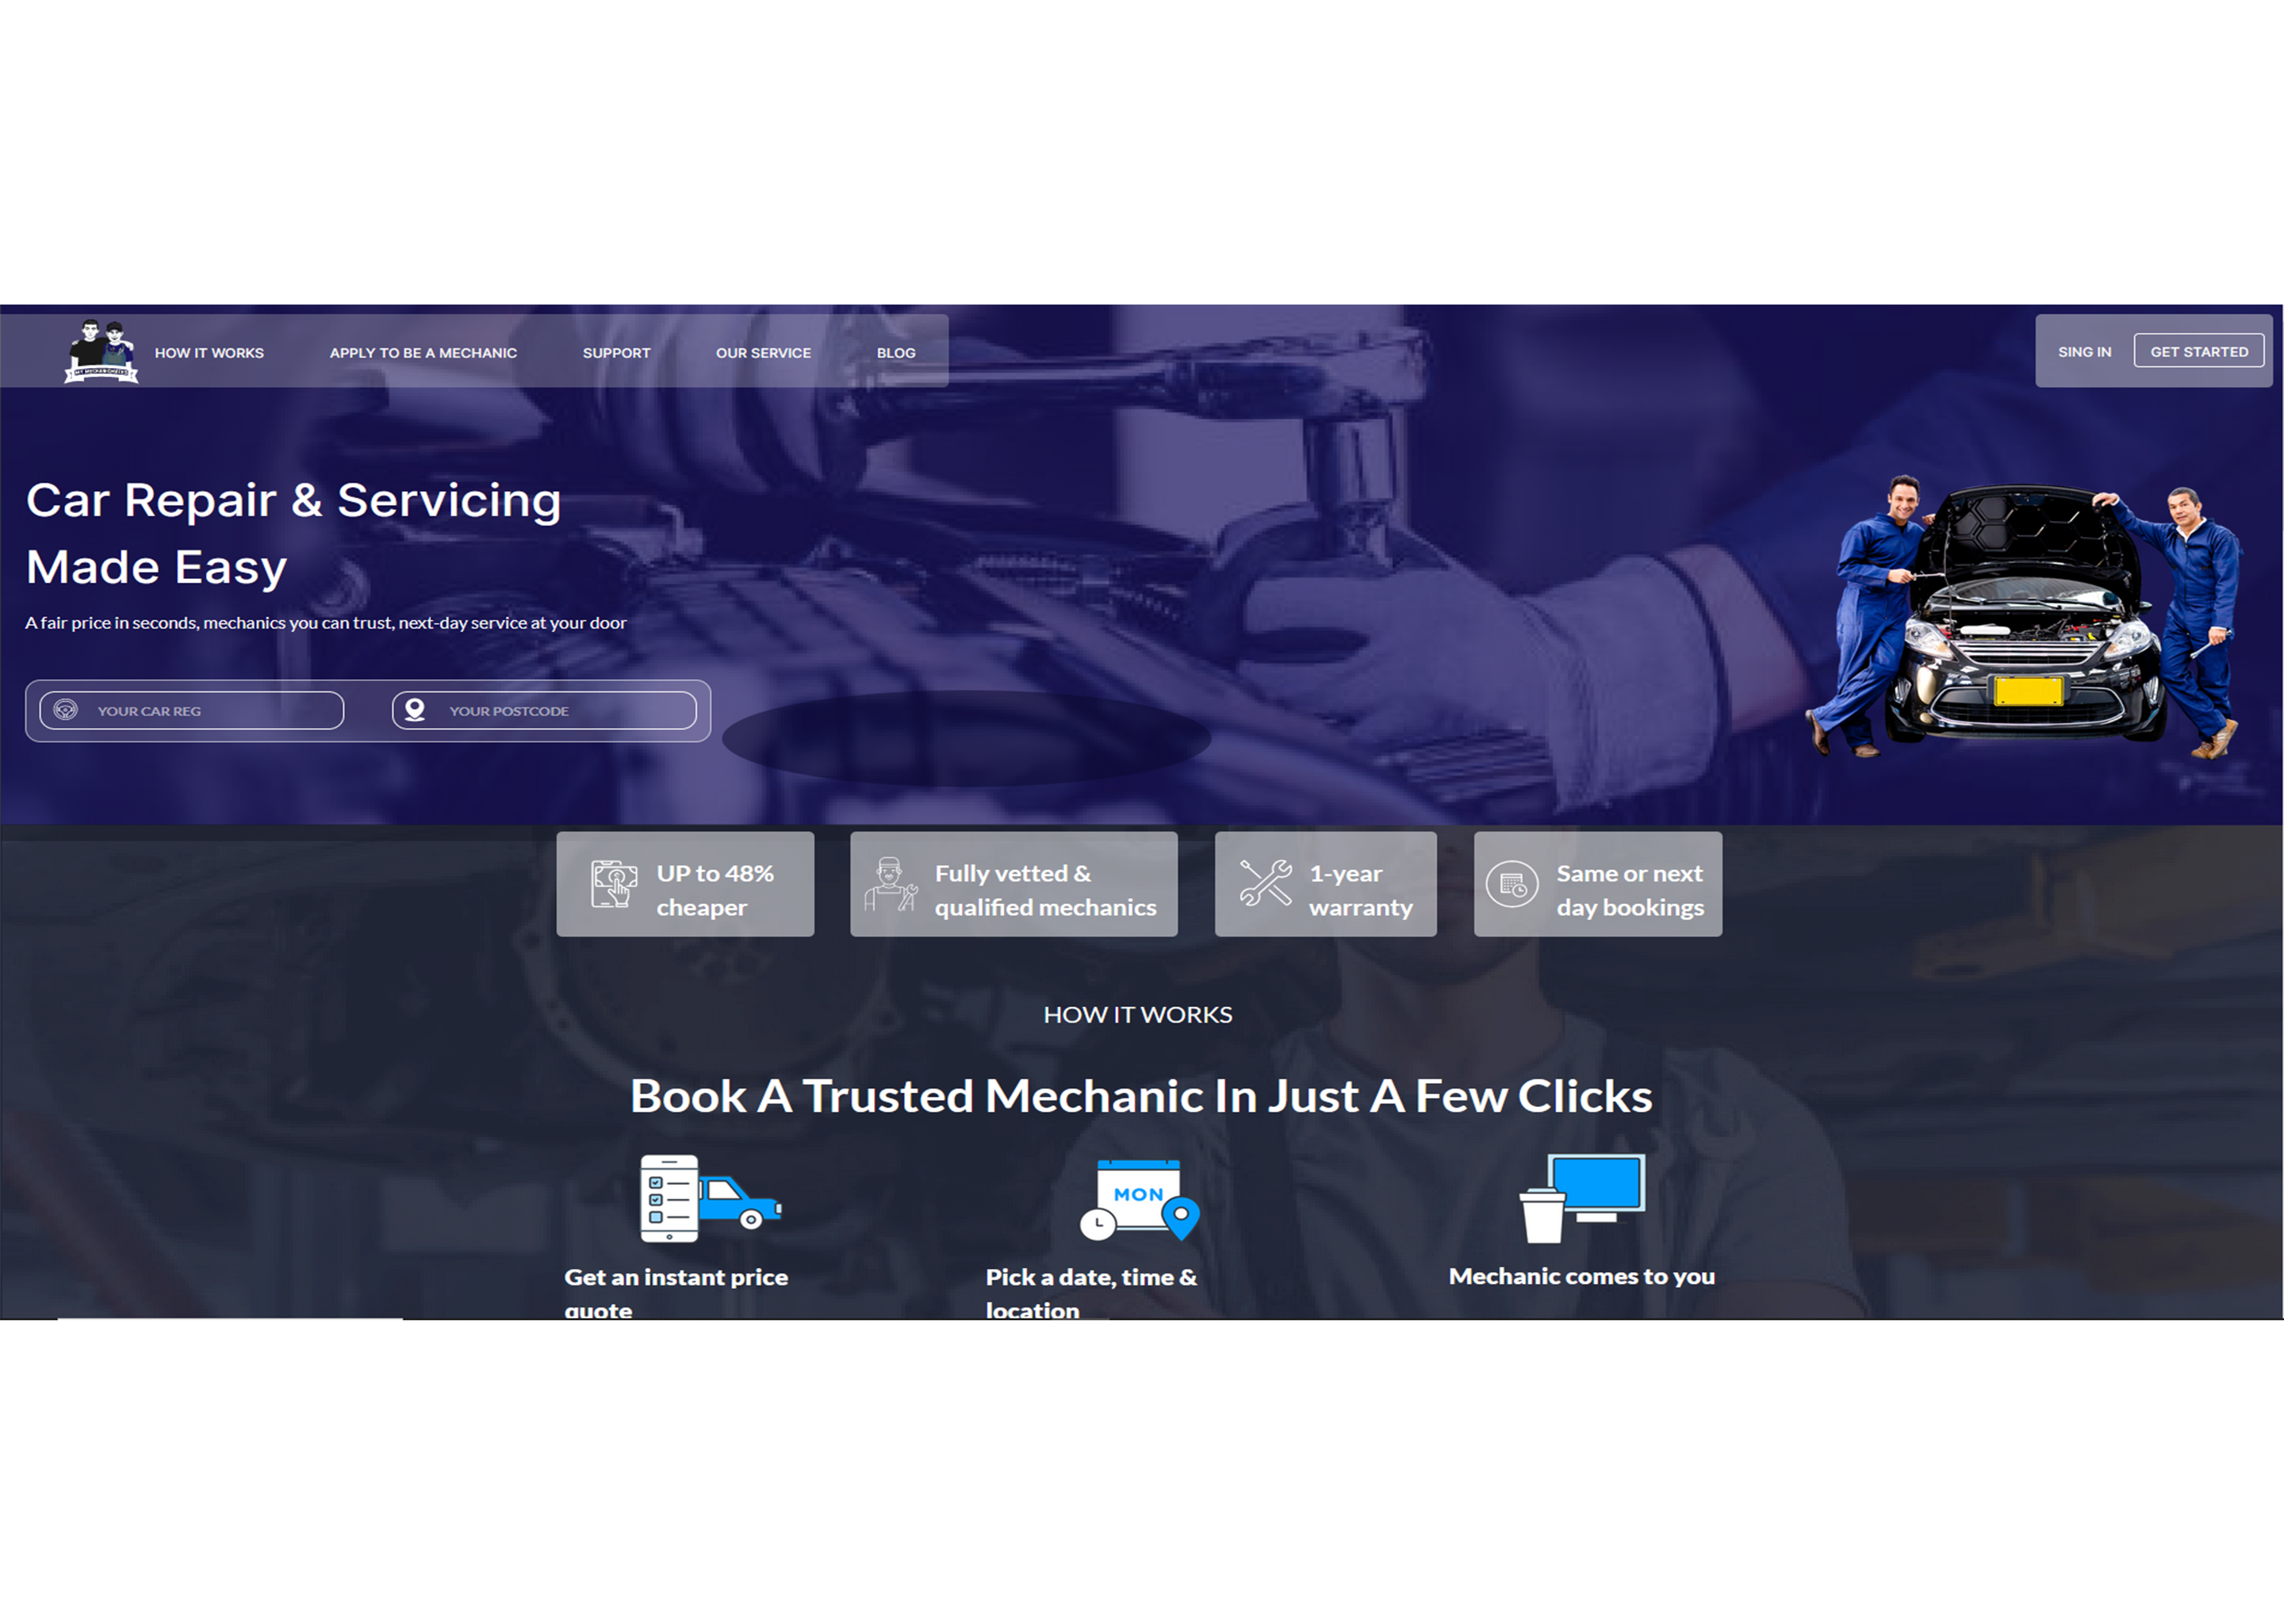 HOW IT WORKS APPLY TO BE A MECHANIC SUPPORT OUR SERVICE BLOG
SING IN GET STARTED
Car Repair & Servicing
Made Easy
A fair price in seconds, mechanics you can trust, next-day service at your door
YOUR CAR REG YOUR POSTCODE
UP to 48%
cheaper
Fully vetted &
qualified mechanics
1-year
warranty
Same or next
day bookings
HOW IT WORKS
Book A Trusted Mechanic In Just A Few Clicks
MON
Get an instant price
quote
Pick a date, time &
location
Mechanic comes to you